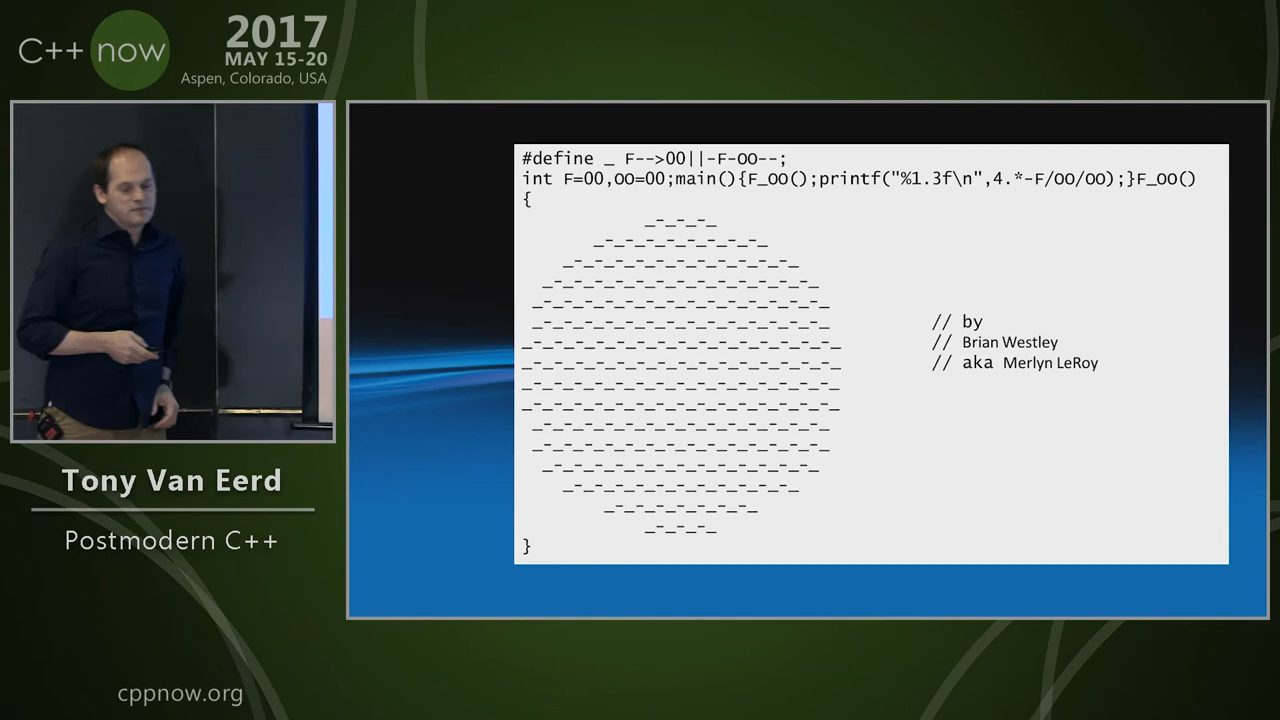 C++ now
2017
MAY 15-20
Aspen, Colorado, USA
#define _ F-->00||-F-OO--;
int F=00,OO=00;main(){F_OO();printf("%1.3f\n",4.*-F/OO/OO);}F_OO()
{
            _-_-_-_
       _-_-_-_-_-_-_-_-_
    _-_-_-_-_-_-_-_-_-_-_-_
  _-_-_-_-_-_-_-_-_-_-_-_-_-_
 _-_-_-_-_-_-_-_-_-_-_-_-_-_-_
 _-_-_-_-_-_-_-_-_-_-_-_-_-_-_
_-_-_-_-_-_-_-_-_-_-_-_-_-_-_-_
_-_-_-_-_-_-_-_-_-_-_-_-_-_-_-_
_-_-_-_-_-_-_-_-_-_-_-_-_-_-_-_
_-_-_-_-_-_-_-_-_-_-_-_-_-_-_-_
 _-_-_-_-_-_-_-_-_-_-_-_-_-_-_
 _-_-_-_-_-_-_-_-_-_-_-_-_-_-_
  _-_-_-_-_-_-_-_-_-_-_-_-_-_
    _-_-_-_-_-_-_-_-_-_-_-_
        _-_-_-_-_-_-_-_
            _-_-_-_
}
// by
// Brian Westley
// aka Merlyn LeRoy
Tony Van Eerd
Postmodern C++
cppnow.org